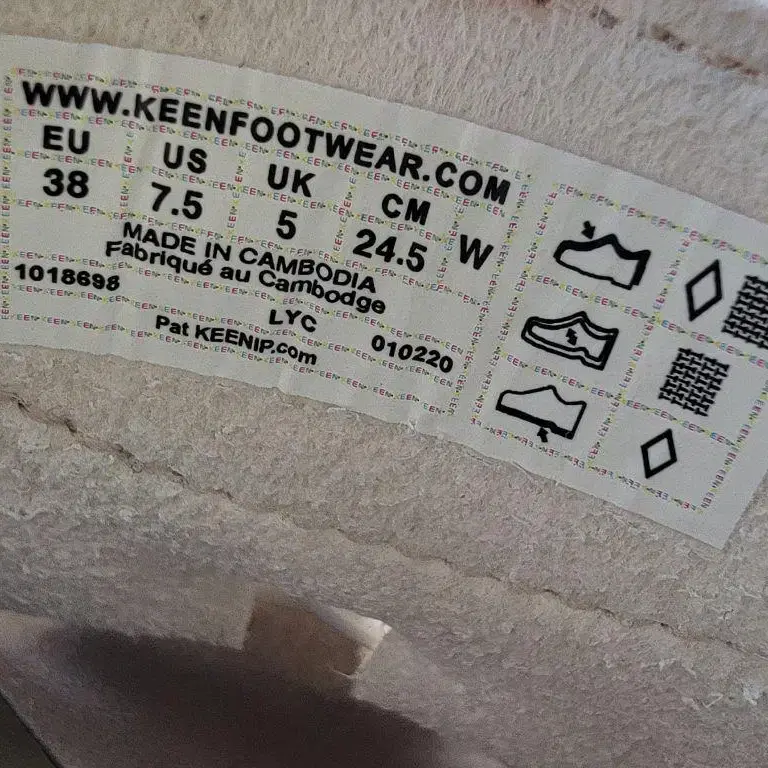 WWW.KEENFOOTWEAR.COM
EU US UK CM
38 7.5 5 24.5 W
MADE IN CAMBODIA
Fabriqué au Cambodge
1018698 LYC 010220
Pat KEENIP.com